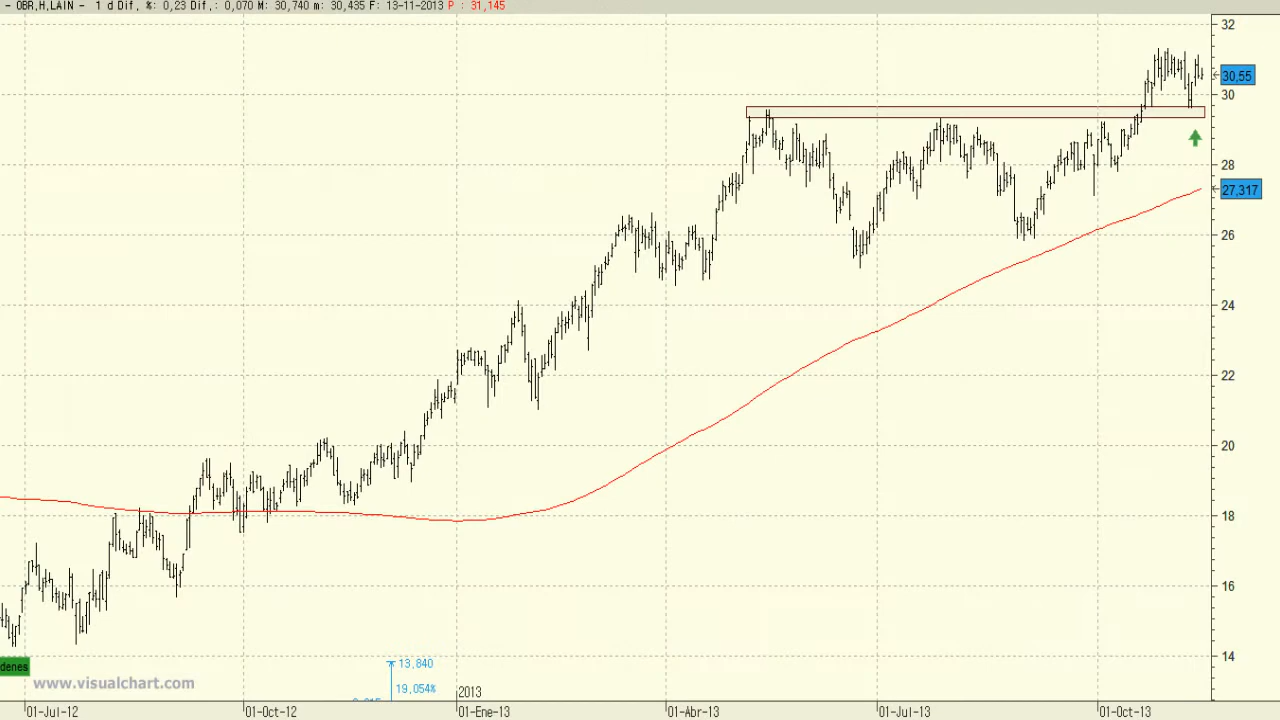 - OBR,H,LAIN - 1 d Dif, %: 0,23 Dif,: 0,070 M: 30,740 m: 30,435 F: 13-11-2013 P : 31,145
32
30,55
30
28
27,317
26
24
22
20
18
16
14
denes
13,840
19,054%
www.visualchart.com
2013
01-Jul-12
01-Oct-12
01-Ene-13
01-Abr-13
01-Jul-13
01-Oct-13